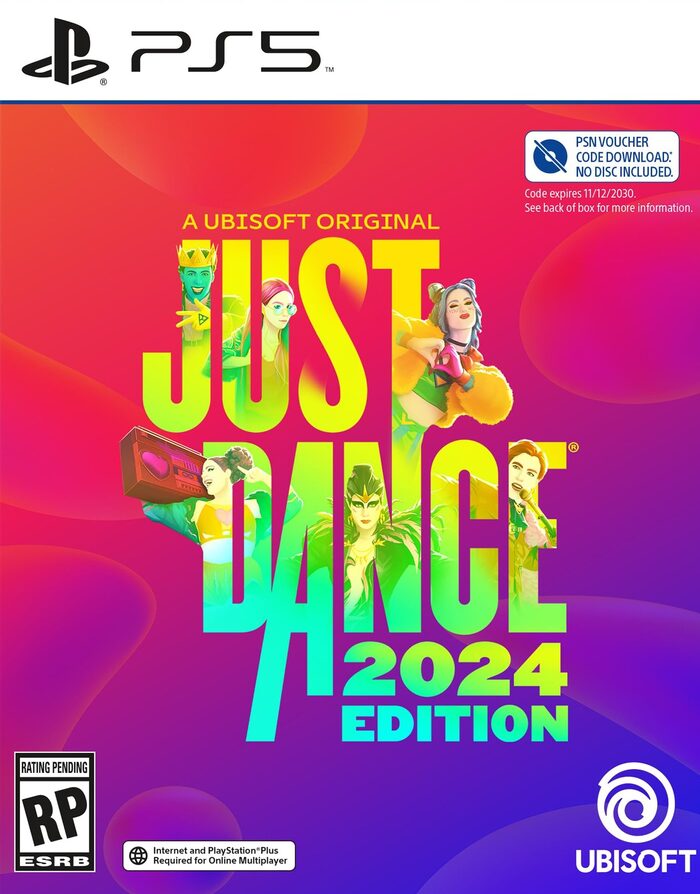 PS5™
PSN VOUCHER
CODE DOWNLOAD.*
NO DISC INCLUDED.
Code expires 11/12/2030.
See back of box for more information.
A UBISOFT ORIGINAL
JUST
DANCE®
2024
EDITION
RATING PENDING
RP
ESRB
Internet and PlayStation®Plus
Required for Online Multiplayer
UBISOFT